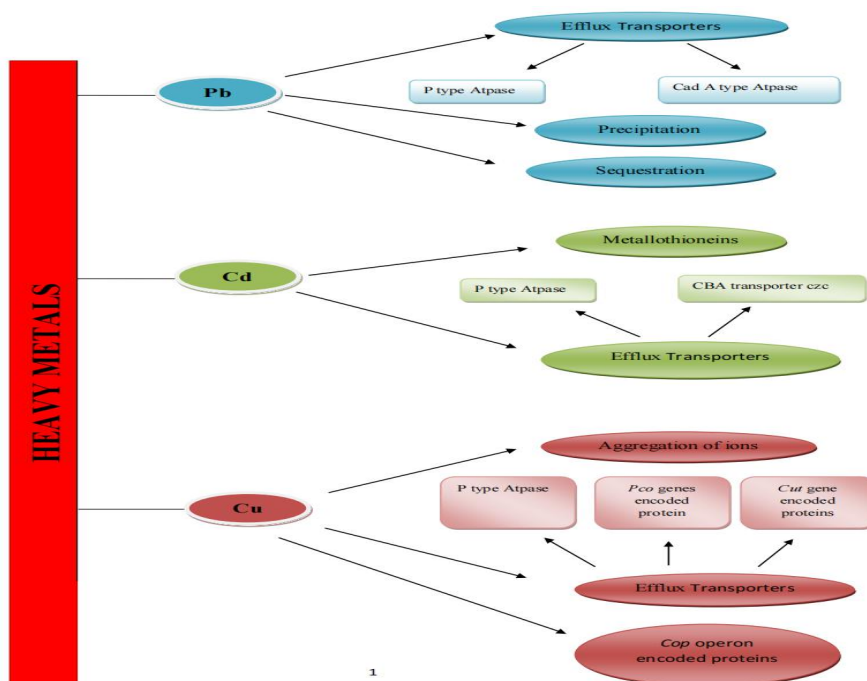 Efflux Transporters
Pb
P type Atpase
Cad A type Atpase
Precipitation
Sequestration
HEAVY METALS
Metallothioneins
Cd
P type Atpase
CBA transporter czc
Efflux Transporters
Aggregation of ions
Cu
P type Atpase
Pco genes
encoded
protein
Cut gene
encoded
proteins
Efflux Transporters
Cop operon
encoded proteins
1